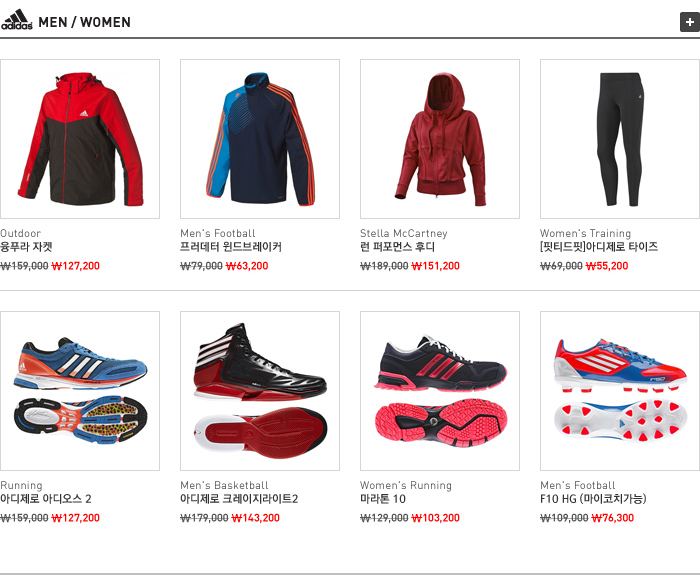 adidas MEN / WOMEN
Outdoor
융푸라 자켓
₩159,000 ₩127,200
Men's Football
프러데터 윈드브레이커
₩79,000 ₩63,200
Stella McCartney
런 퍼포먼스 후디
₩189,000 ₩151,200
Women's Training
[핏티드핏]아디제로 타이즈
₩69,000 ₩55,200
Running
아디제로 아디오스 2
₩159,000 ₩127,200
Men's Basketball
아디제로 크레이지라이트2
₩179,000 ₩143,200
Women's Running
마라톤 10
₩129,000 ₩103,200
Men's Football
F10 HG (마이코치가능)
₩109,000 ₩76,300